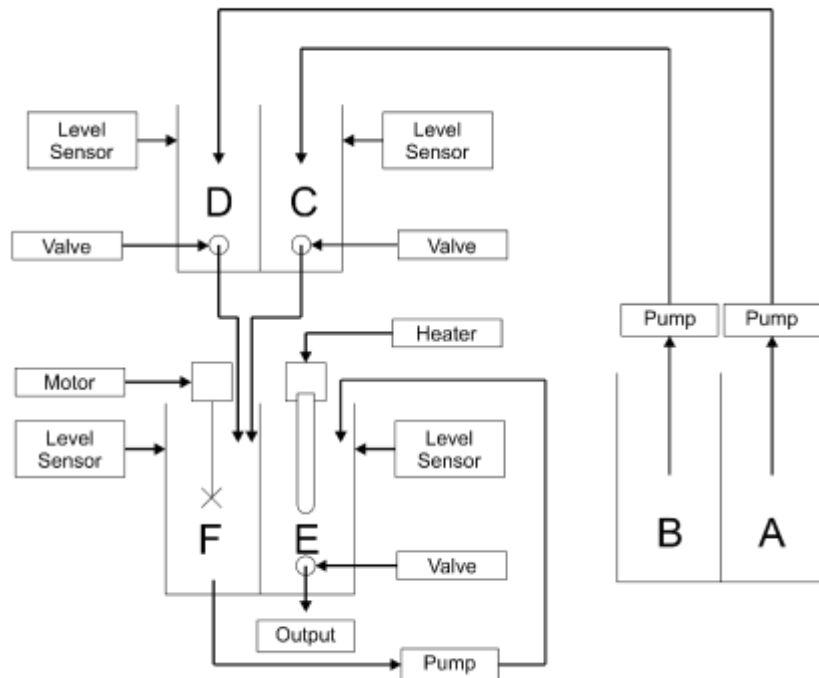 Level
Sensor
Level
Sensor
D
C
Valve
Valve
Pump
Pump
Heater
Motor
Level
Sensor
Level
Sensor
F
E
B
A
Valve
Output
Pump